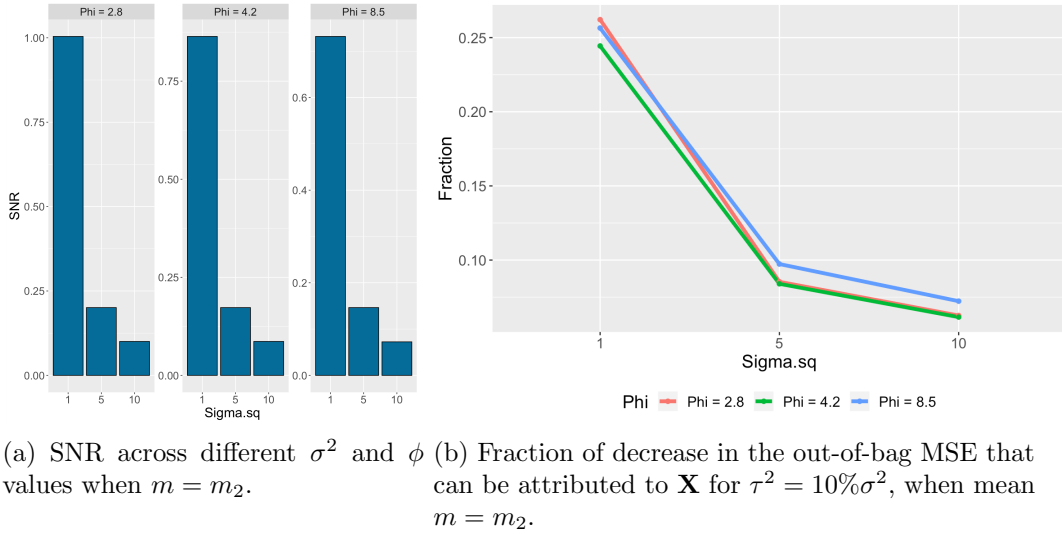 Phi = 2.8
Phi = 4.2
Phi = 8.5
SNR
1.00
0.75
0.50
0.25
0.00
0.75
0.50
0.25
0.00
0.6
0.4
0.2
0.0
1 5 10
1 5 10
1 5 10
Sigma.sq
(a) SNR across different σ² and ϕ
values when m = m₂.
Fraction
0.25
0.20
0.15
0.10
1 5 10
Sigma.sq
Phi Phi = 2.8 Phi = 4.2 Phi = 8.5
(b) Fraction of decrease in the out-of-bag MSE that
can be attributed to X for τ² = 10%σ², when mean
m = m₂.